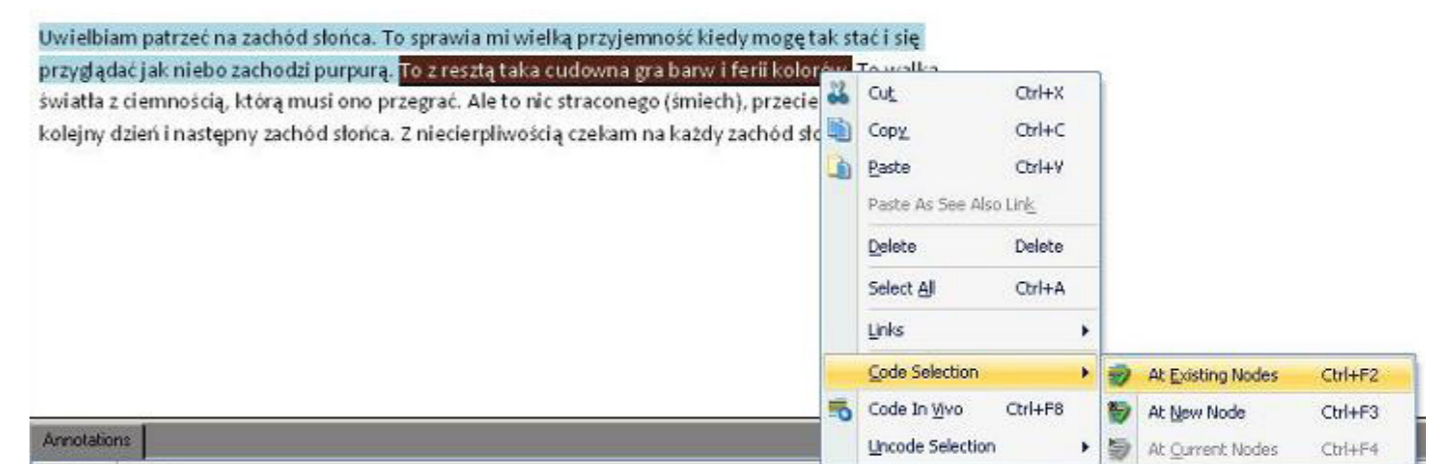 Uwielbiam patrzeć na zachód słońca. To sprawia mi wielką przyjemność kiedy mogę tak stać i się
przyglądać jak niebo zachodzi purpurą. To z resztą taka cudowna gra barw i ferii kolorów. To walka
światła z ciemnością, którą musi ono przegrać. Ale to nic straconego (śmiech), przecie
kolejny dzień i następny zachód słońca. Z niecierpliwością czekam na każdy zachód sło
Cut Ctrl+X
Copy Ctrl+C
Paste Ctrl+V
Paste As See Also Link
Delete Delete
Select All Ctrl+A
Links
Code Selection
At Existing Nodes Ctrl+F2
Code In Vivo Ctrl+F8
At New Node Ctrl+F3
Uncode Selection
At Current Nodes Ctrl+F4
Annotations